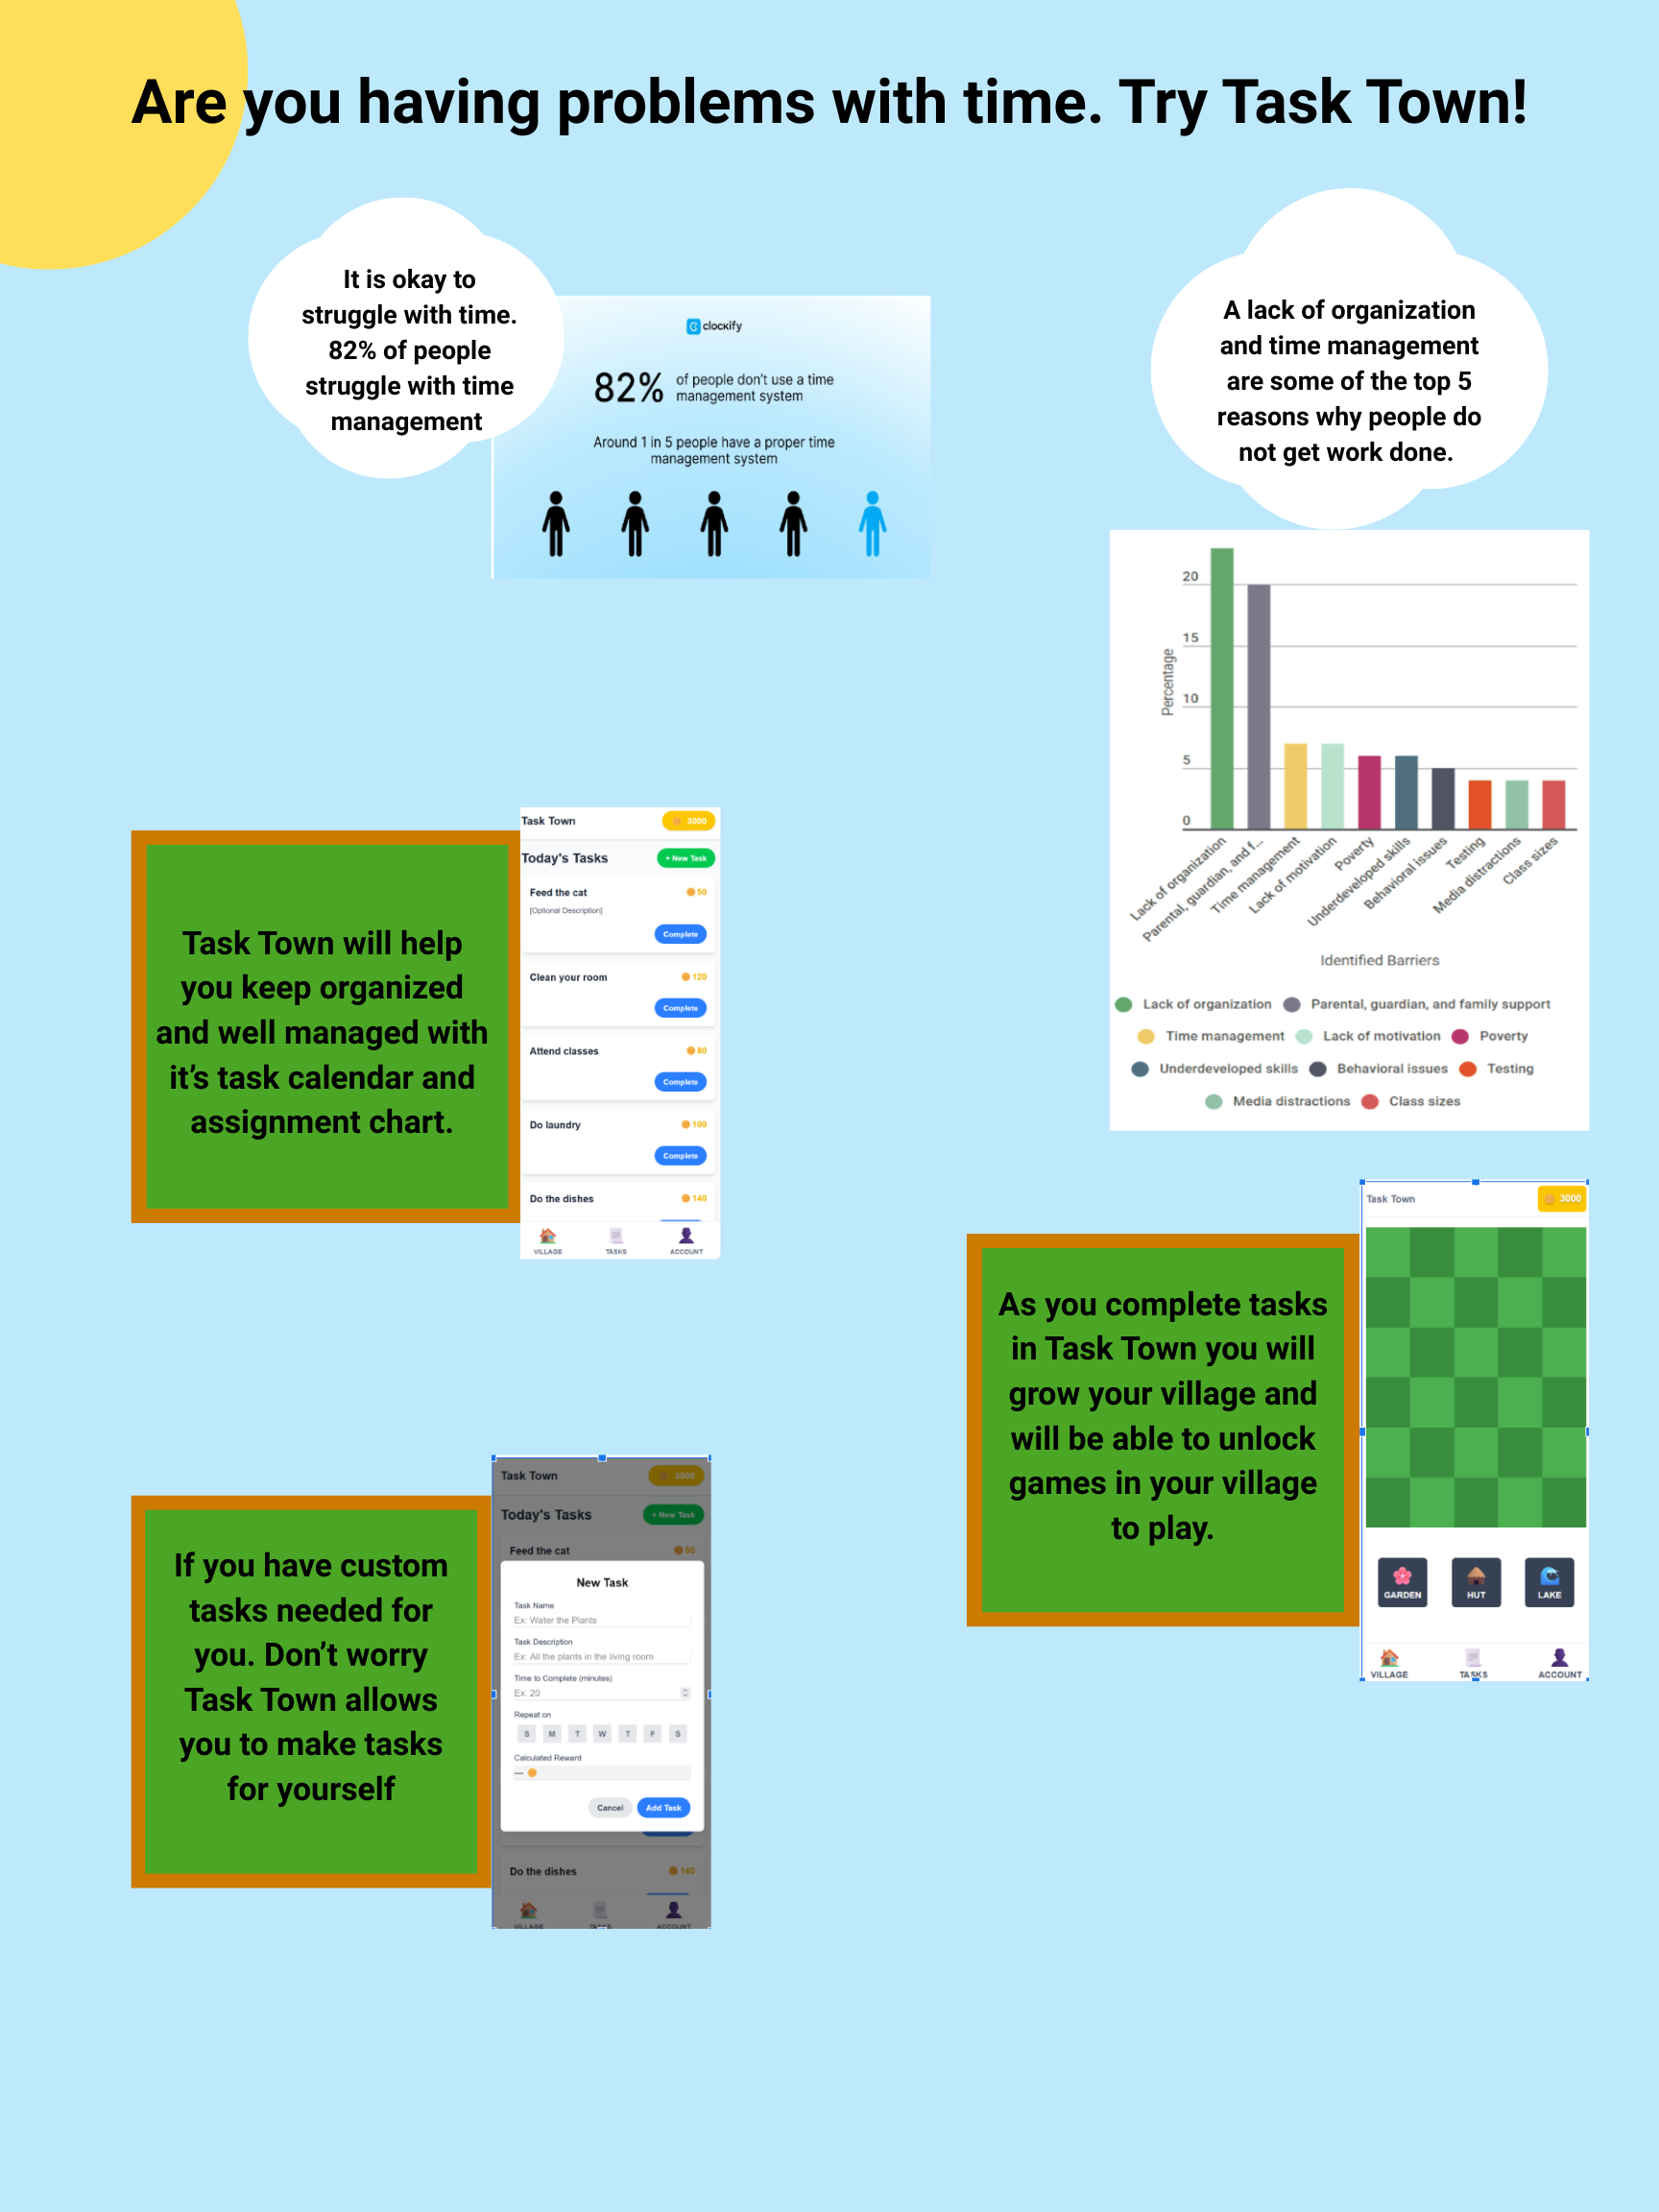 Are you having problems with time. Try Task Town!
It is okay to
struggle with time.
82% of people
struggle with time
management
clockify
82%
of people don't use a time
management system
Around 1 in 5 people have a proper time
management system
A lack of organization
and time management
are some of the top 5
reasons why people do
not get work done.
Percentage
20
15
10
5
0
Lack of organization
Parental, guardian, and f...
Time management
Lack of motivation
Poverty
Underdeveloped skills
Behavioral issues
Testing
Media distractions
Class sizes
Identified Barriers
Lack of organization Parental, guardian, and family support
Time management Lack of motivation Poverty
Underdeveloped skills Behavioral issues Testing
Media distractions Class sizes
Task Town will help
you keep organized
and well managed with
it's task calendar and
assignment chart.
Task Town 3000
Today's Tasks + New Task
Feed the cat 50
[Optional Description]
Complete
Clean your room 120
Complete
Attend classes 80
Complete
Do laundry 100
Complete
Do the dishes 140
VILLAGE TASKS ACCOUNT
As you complete tasks
in Task Town you will
grow your village and
will be able to unlock
games in your village
to play.
Task Town 3000
GARDEN HUT LAKE
VILLAGE TASKS ACCOUNT
If you have custom
tasks needed for
you. Don't worry
Task Town allows
you to make tasks
for yourself
Task Town 3000
Today's Tasks + New Task
Feed the cat 50
New Task
Task Name
Ex: Water the Plants
Task Description
Ex: All the plants in the living room
Time to Complete (minutes)
Ex: 20
Repeat on
S M T W T F S
Calculated Reward
---
Cancel Add Task
Do the dishes 140
VILLAGE TASKS ACCOUNT